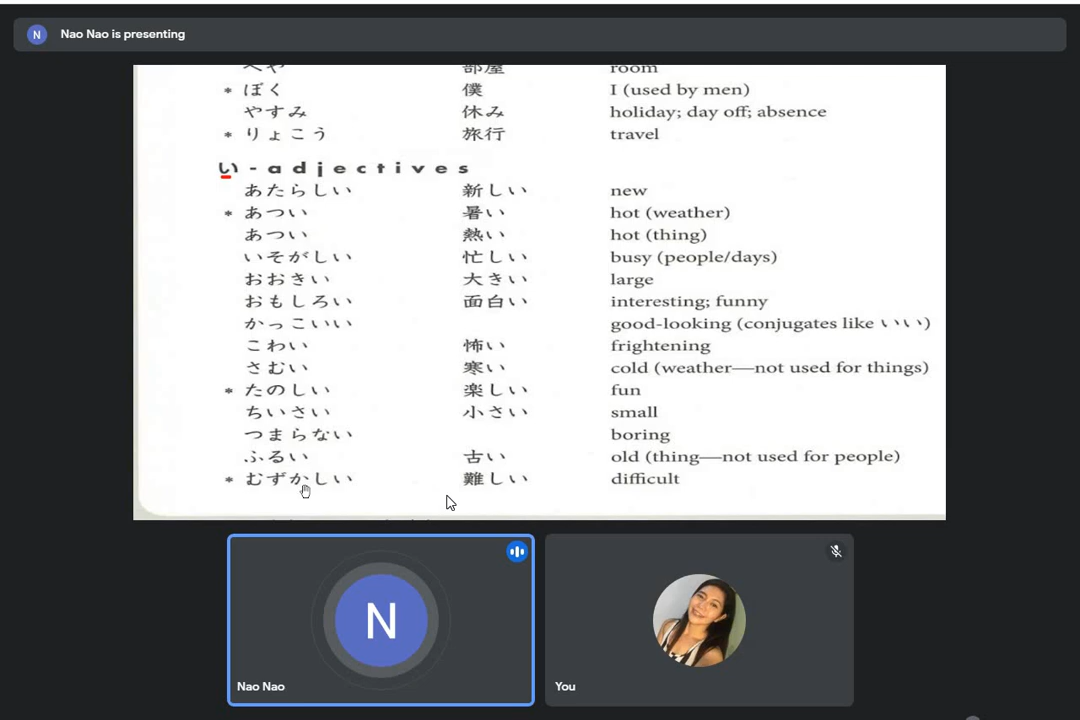 N Nao Nao is presenting
へや 部屋 room
* ぼく 僕 I (used by men)
やすみ 休み holiday; day off; absence
* りょこう 旅行 travel
い-adjectives
あたらしい 新しい new
* あつい 暑い hot (weather)
あつい 熱い hot (thing)
いそがしい 忙しい busy (people/days)
おおきい 大きい large
おもしろい 面白い interesting; funny
かっこいい good-looking (conjugates like いい)
こわい 怖い frightening
さむい 寒い cold (weather—not used for things)
* たのしい 楽しい fun
ちいさい 小さい small
つまらない boring
ふるい 古い old (thing—not used for people)
* むずかしい 難しい difficult
N
Nao Nao
You